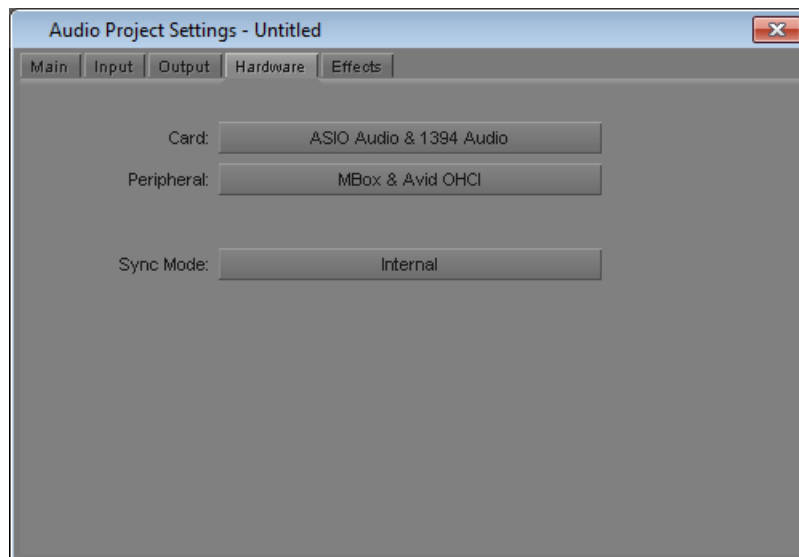 Audio Project Settings - Untitled
Main Input Output Hardware Effects
Card: ASIO Audio & 1394 Audio
Peripheral: MBox & Avid OHCI
Sync Mode: Internal